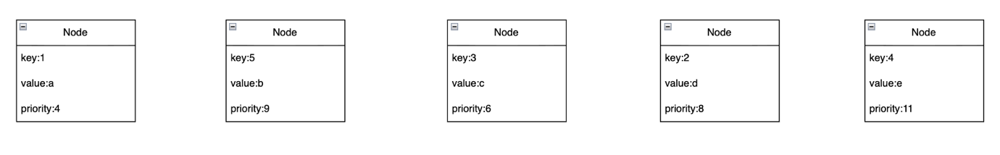 Node
key:1
value:a
priority:4
Node
key:5
value:b
priority:9
Node
key:3
value:c
priority:6
Node
key:2
value:d
priority:8
Node
key:4
value:e
priority:11